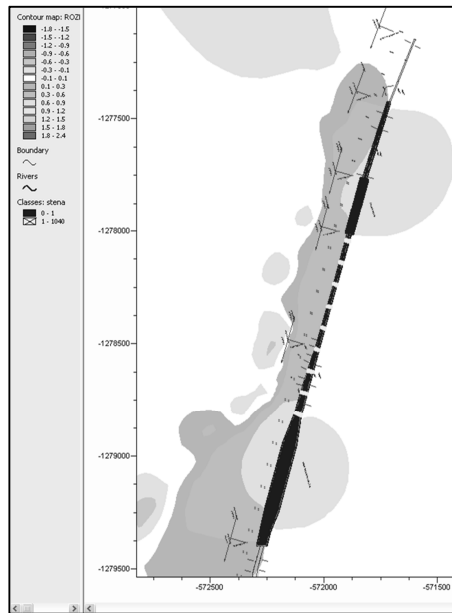 Contour map: ROZI
-1.8 - -1.5
-1.5 - -1.2
-1.2 - -0.9
-0.9 - -0.6
-0.6 - -0.3
-0.3 - -0.1
-0.1 - 0.1
0.1 - 0.3
0.3 - 0.6
0.6 - 0.9
0.9 - 1.2
1.2 - 1.5
1.5 - 1.8
1.8 - 2.4
Boundary
Rivers
Classes: stena
0 - 1
1 - 1040
-1277500
-1278000
-1278500
-1279000
-1279500
-572500
-572000
-571500